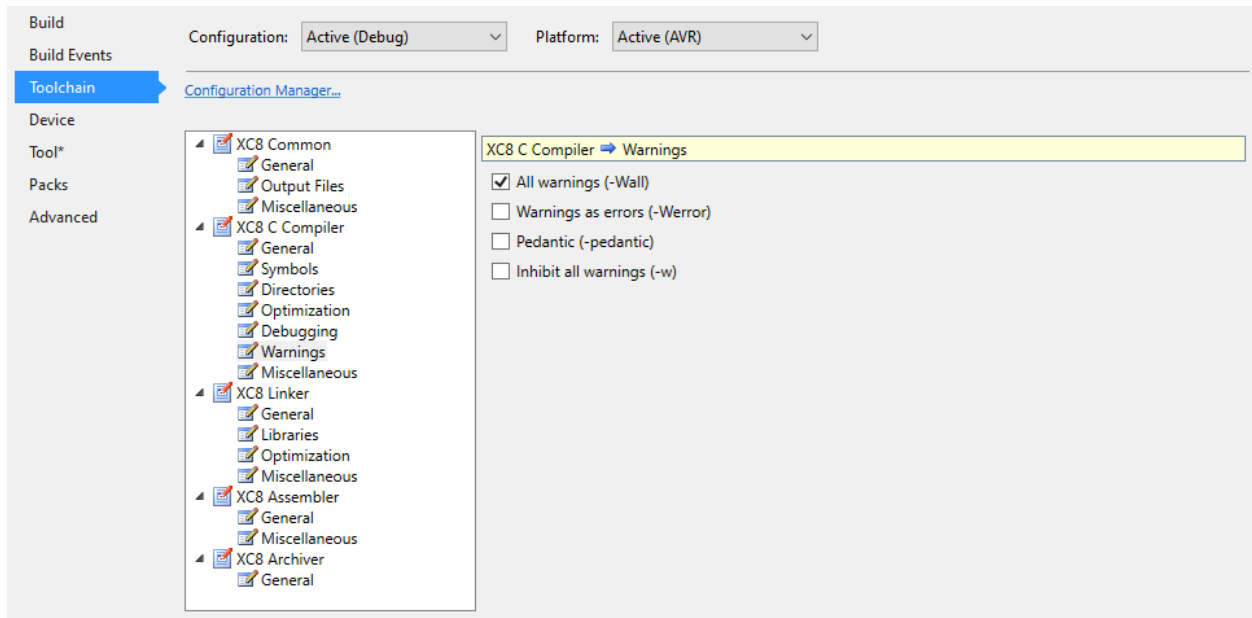 Build
Build Events
Toolchain
Device
Tool*
Packs
Advanced
Configuration: Active (Debug) Platform: Active (AVR)
Configuration Manager...
XC8 Common
General
Output Files
Miscellaneous
XC8 C Compiler
General
Symbols
Directories
Optimization
Debugging
Warnings
Miscellaneous
XC8 Linker
General
Libraries
Optimization
Miscellaneous
XC8 Assembler
General
Miscellaneous
XC8 Archiver
General
XC8 C Compiler Warnings
All warnings (-Wall)
Warnings as errors (-Werror)
Pedantic (-pedantic)
Inhibit all warnings (-w)